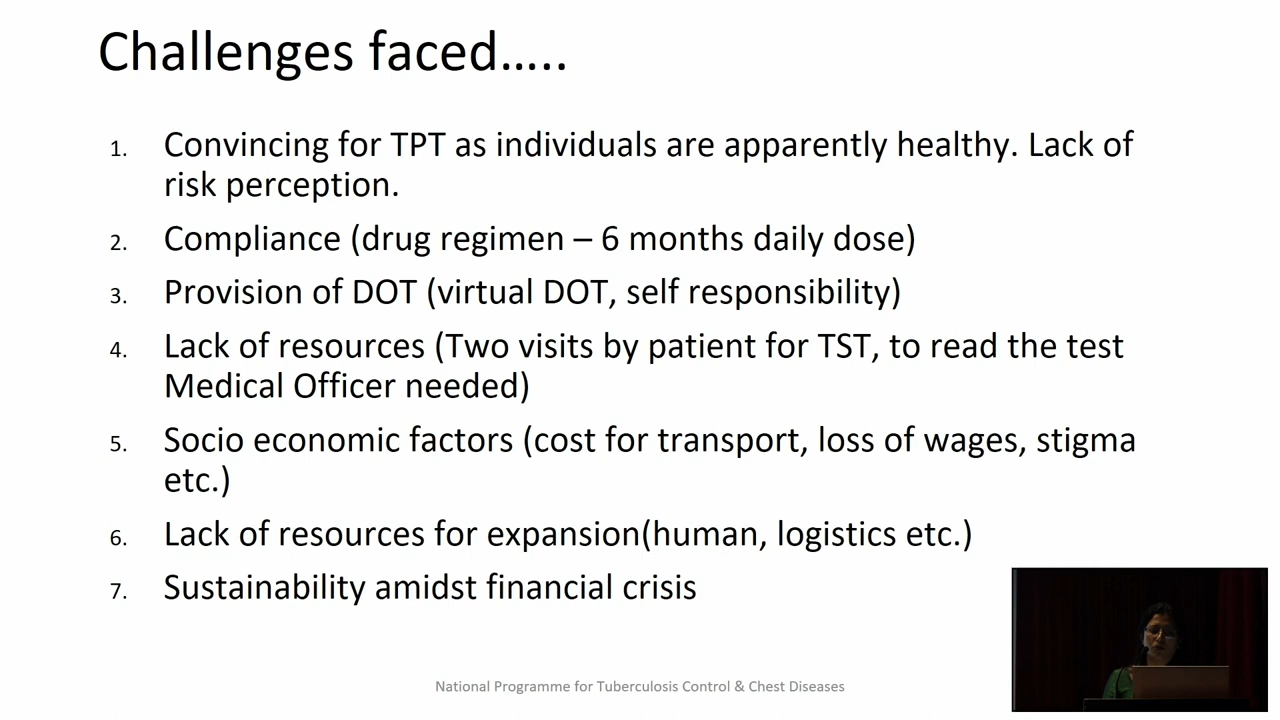 Challenges faced.....
1. Convincing for TPT as individuals are apparently healthy. Lack of
risk perception.
2. Compliance (drug regimen – 6 months daily dose)
3. Provision of DOT (virtual DOT, self responsibility)
4. Lack of resources (Two visits by patient for TST, to read the test
Medical Officer needed)
5. Socio economic factors (cost for transport, loss of wages, stigma
etc.)
6. Lack of resources for expansion(human, logistics etc.)
7. Sustainability amidst financial crisis
National Programme for Tuberculosis Control & Chest Diseases